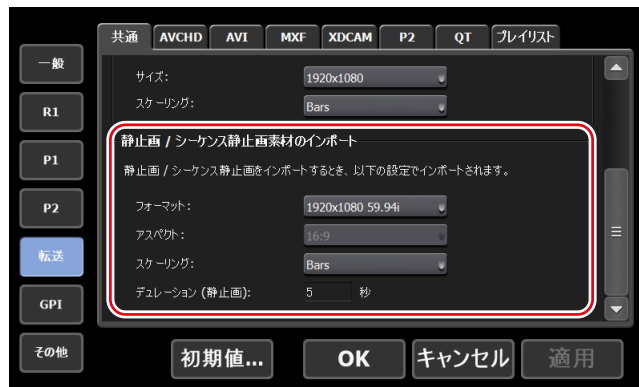 共通 AVCHD AVI MXF XDCAM P2 QT プレイリスト
一般
R1
P1
P2
転送
GPI
その他
サイズ: 1920x1080
スケーリング: Bars
静止画 / シーケンス静止画素材のインポート
静止画 / シーケンス静止画をインポートするとき、以下の設定でインポートされます。
フォーマット: 1920x1080 59.94i
アスペクト: 16:9
スケーリング: Bars
デュレーション (静止画): 5 秒
初期値... OK キャンセル 適用